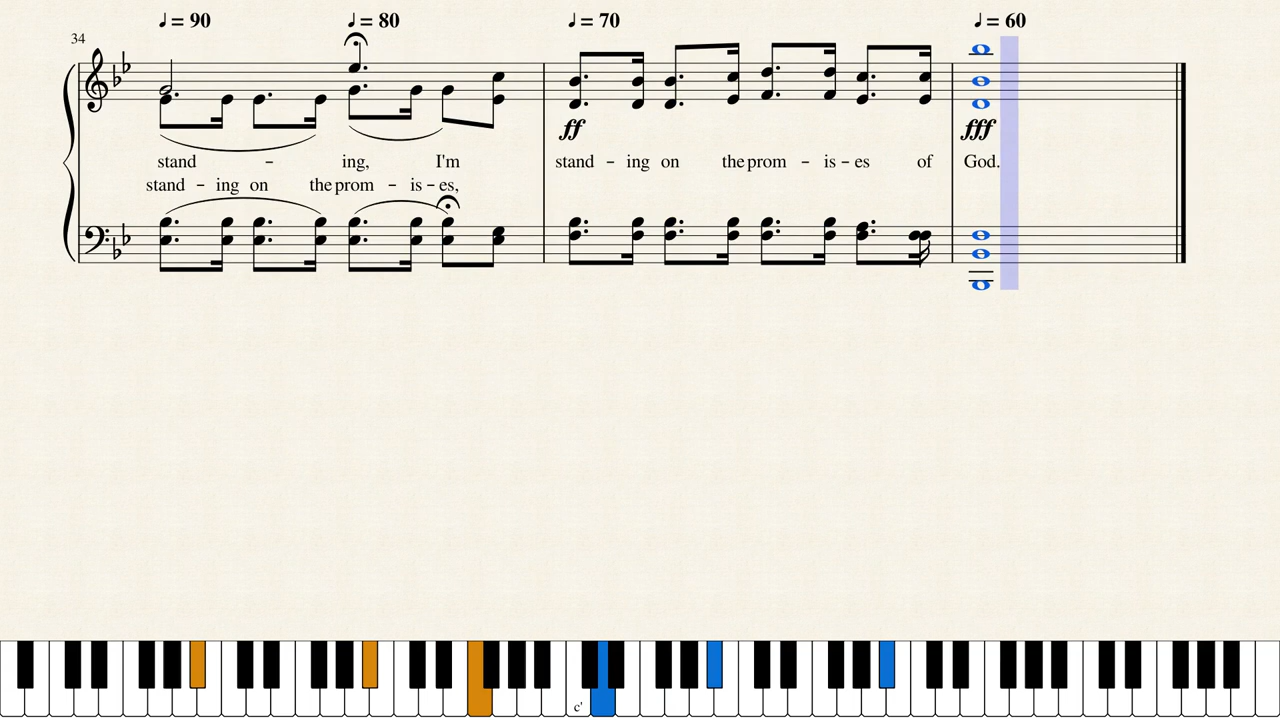 ♩ = 90 ♩ = 80 ♩ = 70 ♩ = 60
34
ff fff
stand - ing, I'm stand - ing on the prom - is - es of God.
stand - ing on the prom - is - es,
c'